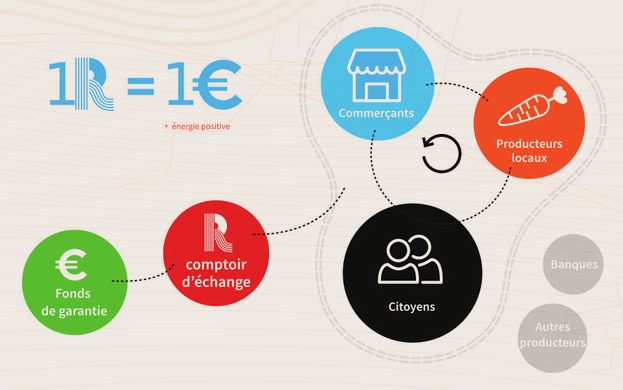 1R = 1€
+ énergie positive
Commerçants
Producteurs
locaux
R
comptoir
d'échange
€
Fonds
de garantie
Citoyens
Banques
Autres
producteurs